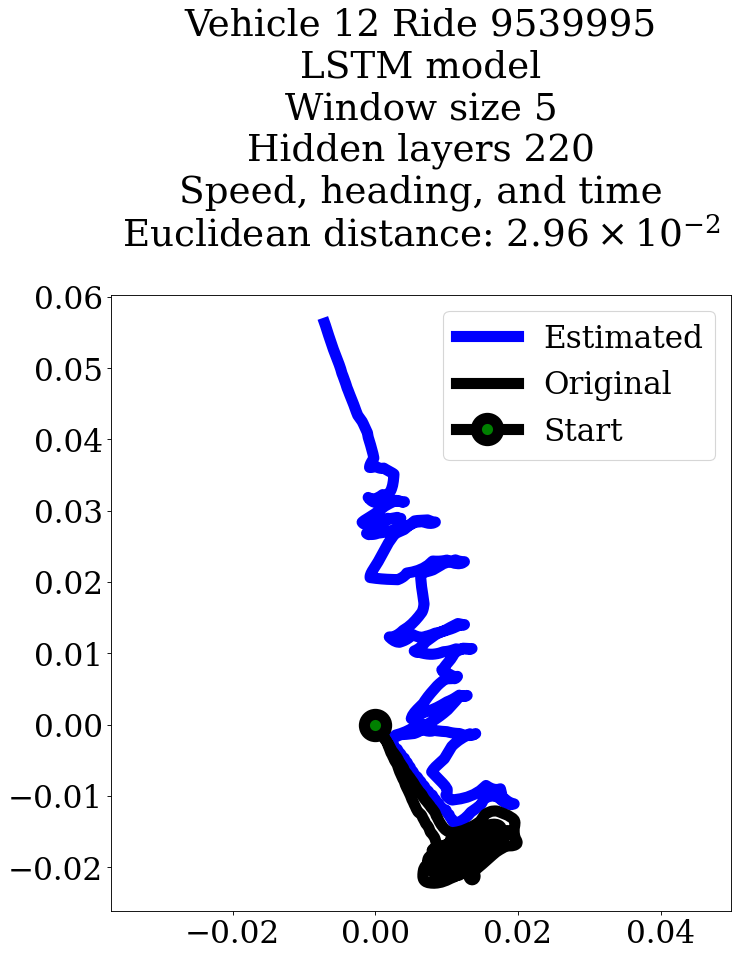 Vehicle 12 Ride 9539995
LSTM model
Window size 5
Hidden layers 220
Speed, heading, and time
Euclidean distance: 2.96 × 10⁻²
0.06
0.05
0.04
0.03
0.02
0.01
0.00
−0.01
−0.02
Estimated
Original
Start
−0.02 0.00 0.02 0.04